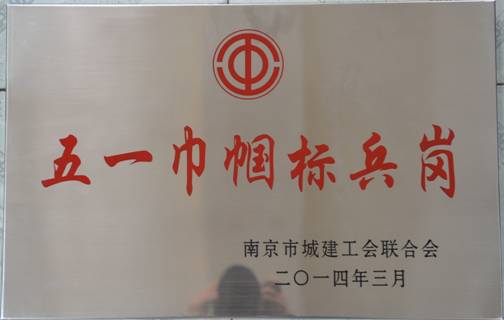 五一巾帼标兵岗
南京市城建工会联合会
二〇一四年三月